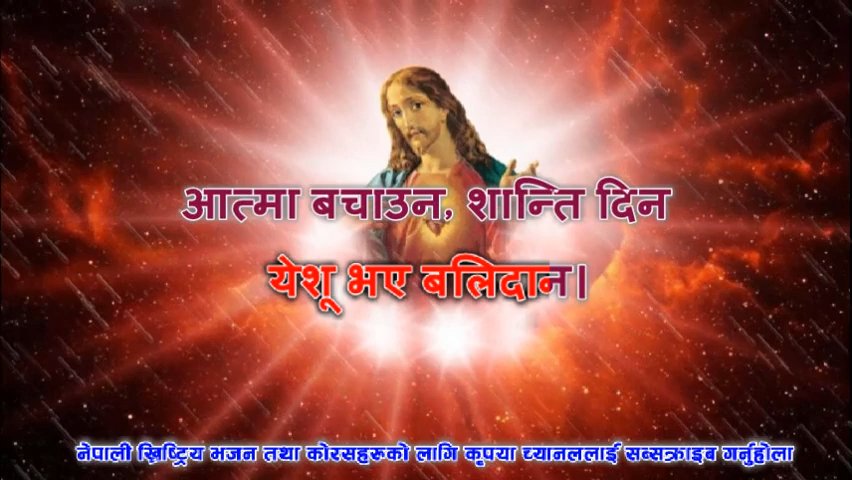 आत्मा बचाउन, शान्ति दिन
येशू भए बलिदान।
नेपाली ख्रिष्ट्रिय भजन तथा कोरसहरूको लागि कृपया च्यानललाई सब्सक्राइब गर्नुहोला